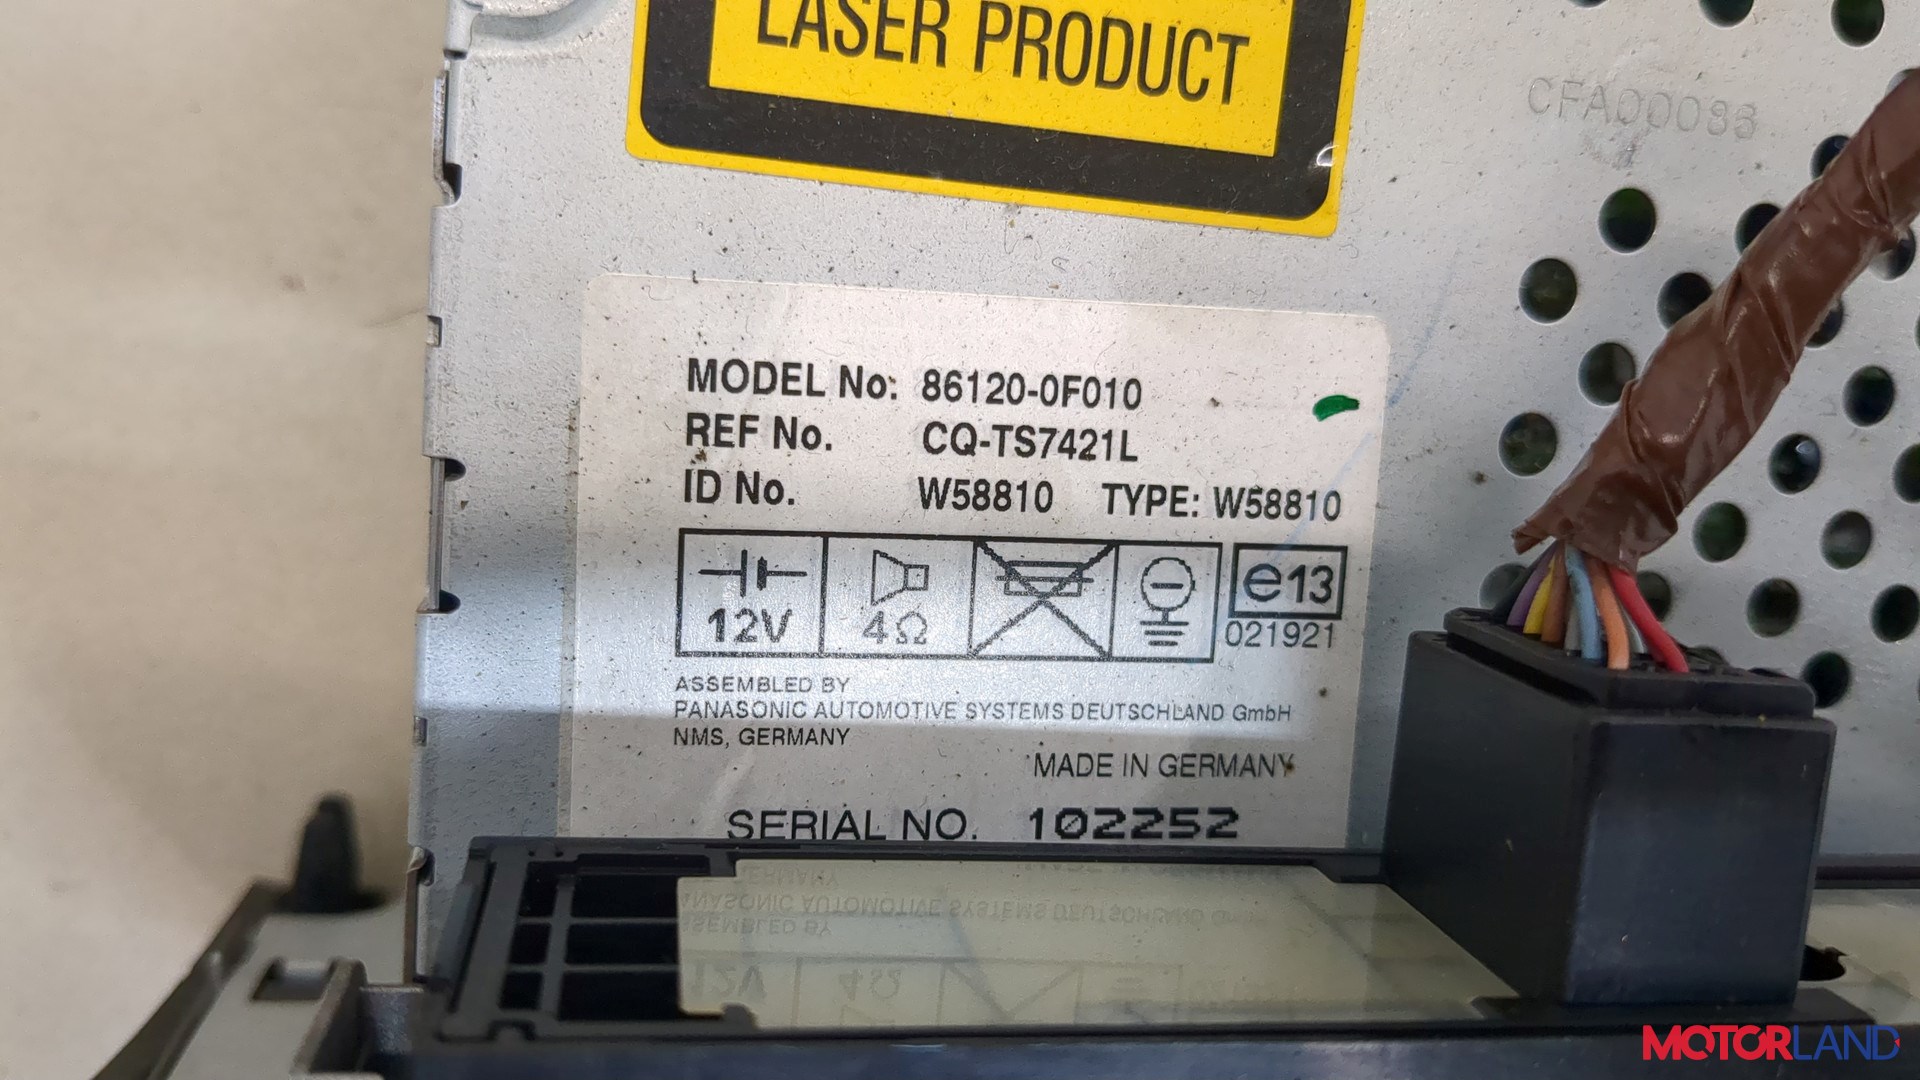 LASER PRODUCT
CFA00086
MODEL No: 86120-0F010
REF No. CQ-TS7421L
ID No. W58810 TYPE: W58810
12V 4Ω e13
021921
ASSEMBLED BY
PANASONIC AUTOMOTIVE SYSTEMS DEUTSCHLAND GmbH
NMS, GERMANY
MADE IN GERMANY
SERIAL NO. 102252
MOTORLAND